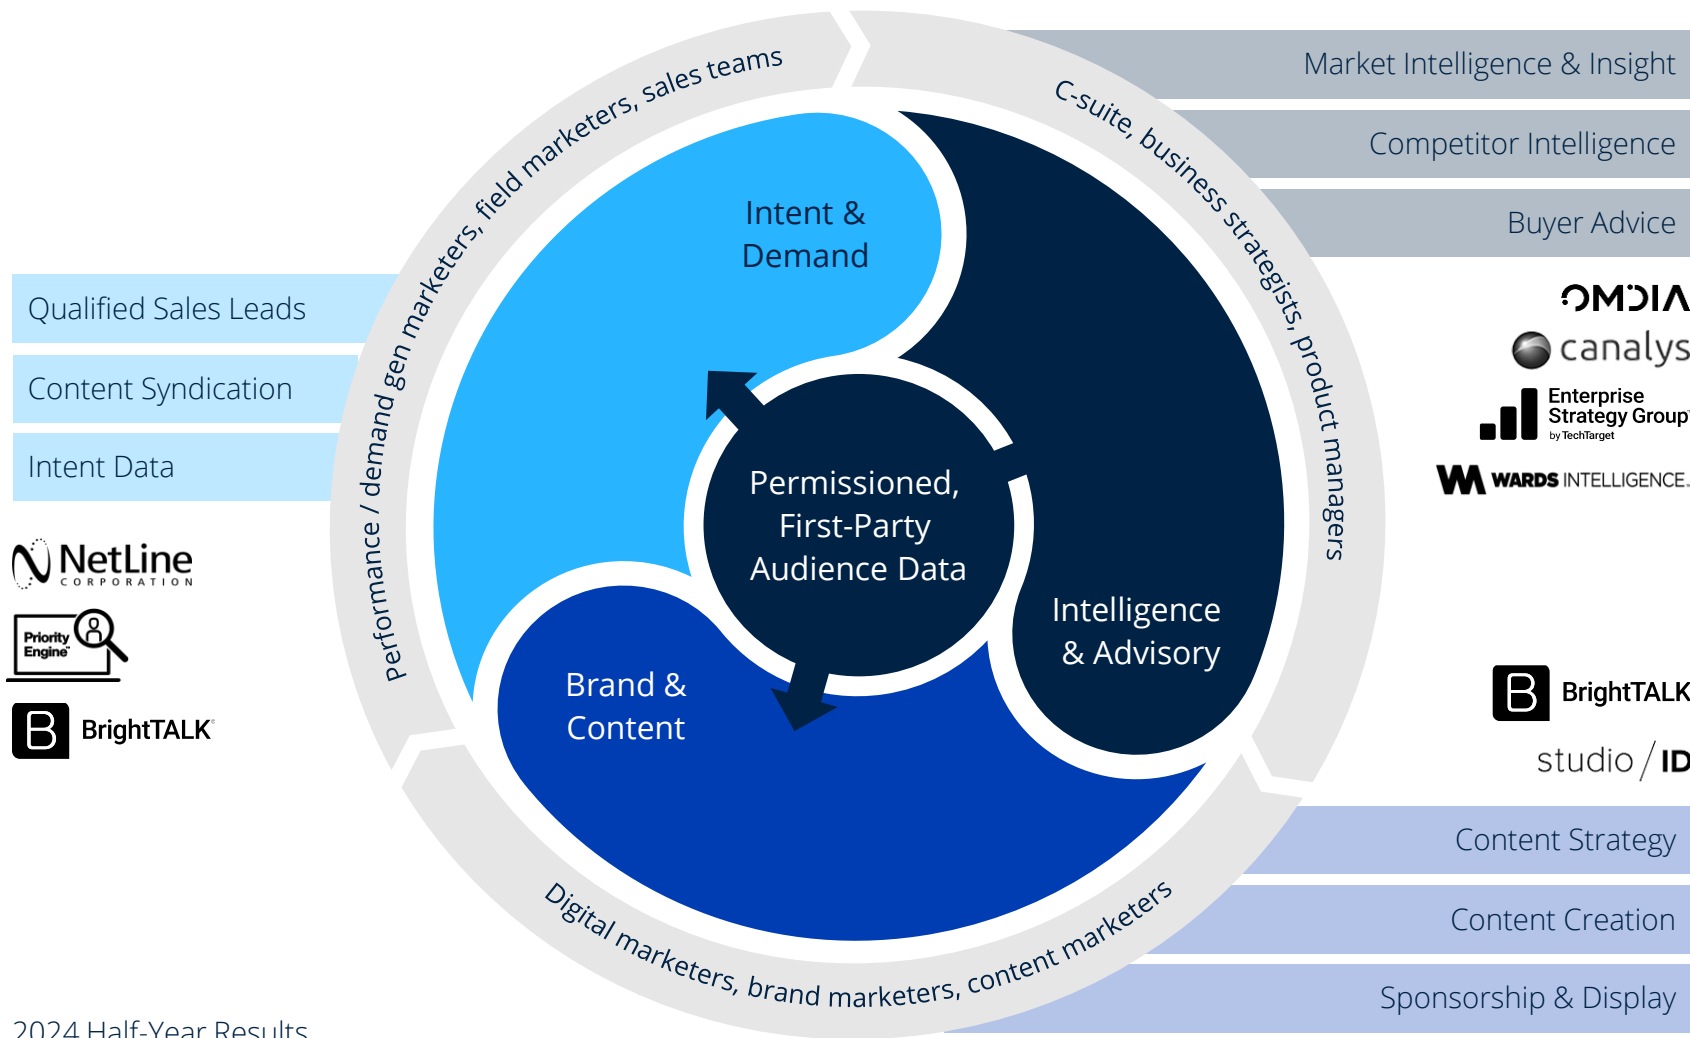 Performance / demand gen marketers, field marketers, sales teams
C-suite, business strategists, product managers
Digital marketers, brand marketers, content marketers
Market Intelligence & Insight
Competitor Intelligence
Buyer Advice
OMDIA
canalys
Enterprise
Strategy Group
by TechTarget
WARDS INTELLIGENCE
Intent &
Demand
Qualified Sales Leads
Content Syndication
Intent Data
NetLine
CORPORATION
Priority
Engine™
BrightTALK®
Permissioned,
First-Party
Audience Data
Intelligence
& Advisory
Brand &
Content
BrightTALK
studio/ID
Content Strategy
Content Creation
Sponsorship & Display
2024 Half-Year Results